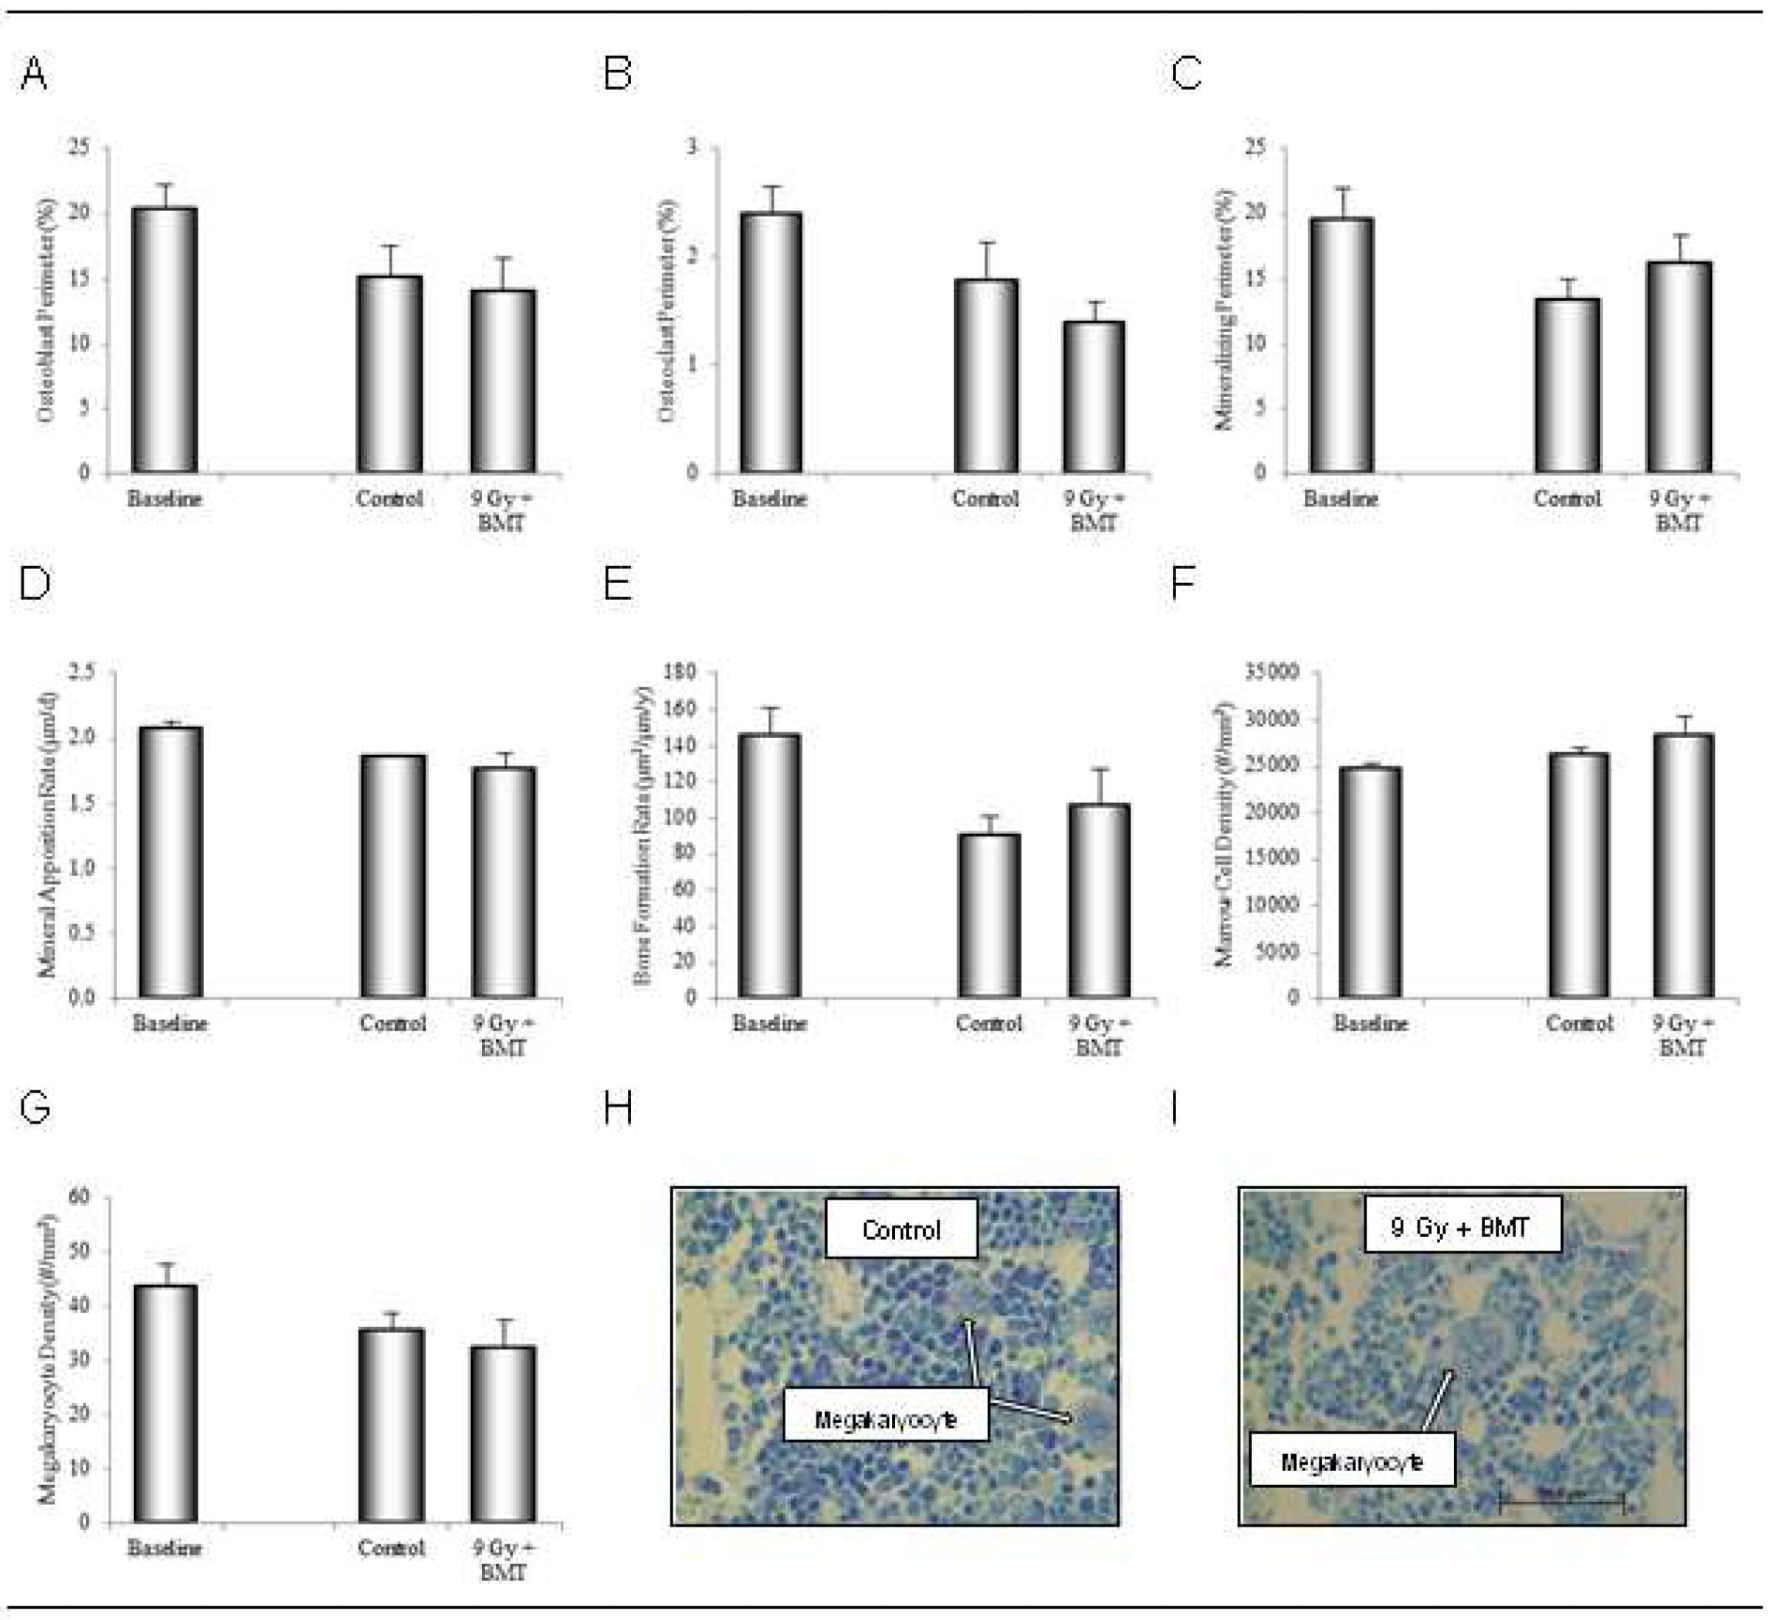 A
B
C
25
20
15
10
5
0
Osteoblast Perimeter (%)
Baseline
Control
9 Gy +
BMT
3
2
1
0
Osteoclast Perimeter (%)
Baseline
Control
9 Gy +
BMT
25
20
15
10
5
0
Mineralizing Perimeter (%)
Baseline
Control
9 Gy +
BMT
D
E
F
2.5
2.0
1.5
1.0
0.5
0.0
Mineral Apposition Rate (µm/d)
Baseline
Control
9 Gy +
BMT
180
160
140
120
100
80
60
40
20
0
Bone Formation Rate (µm²/µm/y)
Baseline
Control
9 Gy +
BMT
35000
30000
25000
20000
15000
10000
5000
0
Marrow Cell Density (#/mm²)
Baseline
Control
9 Gy +
BMT
G
H
I
60
50
40
30
20
10
0
Megakaryocyte Density (#/mm²)
Baseline
Control
9 Gy +
BMT
Control
Megakaryocyte
9 Gy + BMT
Megakaryocyte